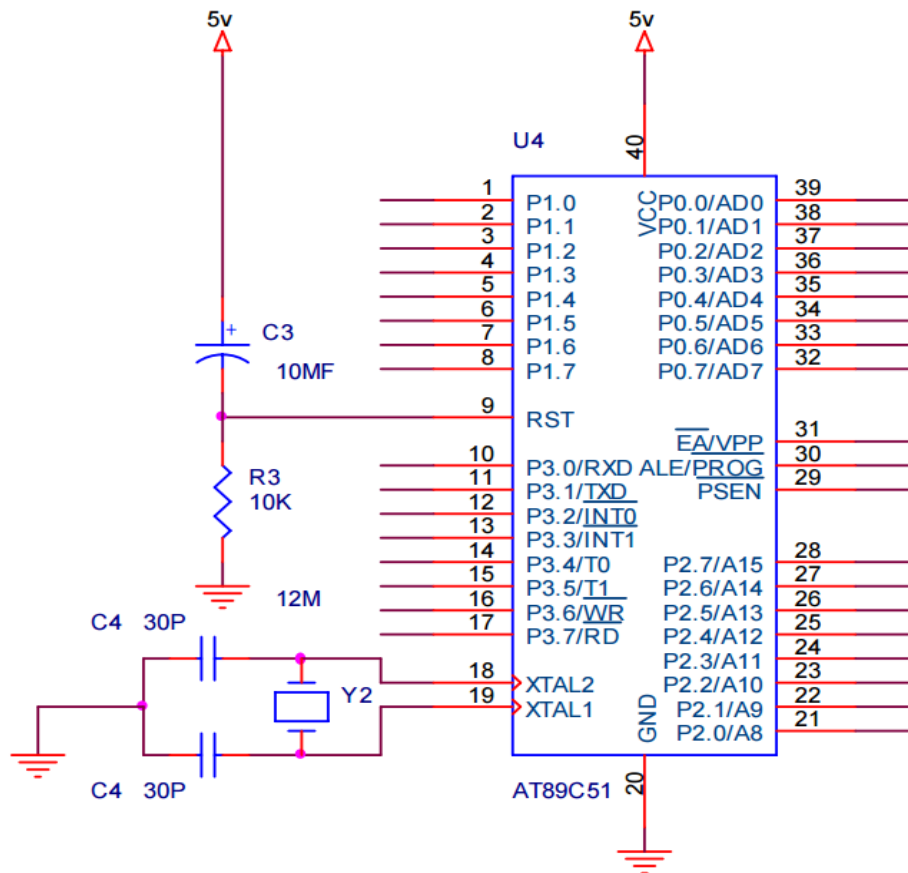 5v
5v
U4
40
VCC
1 P1.0 P0.0/AD0 39
2 P1.1 P0.1/AD1 38
3 P1.2 P0.2/AD2 37
4 P1.3 P0.3/AD3 36
5 P1.4 P0.4/AD4 35
6 P1.5 P0.5/AD5 34
7 P1.6 P0.6/AD6 33
8 P1.7 P0.7/AD7 32
+ C3
10MF
9 RST
EA/VPP 31
10 P3.0/RXD ALE/PROG 30
11 P3.1/TXD PSEN 29
12 P3.2/INT0
13 P3.3/INT1
14 P3.4/T0 P2.7/A15 28
15 P3.5/T1 P2.6/A14 27
16 P3.6/WR P2.5/A13 26
17 P3.7/RD P2.4/A12 25
P2.3/A11 24
18 XTAL2 P2.2/A10 23
19 XTAL1 P2.1/A9 22
P2.0/A8 21
R3
10K
12M
C4 30P
Y2
C4 30P
GND
20
AT89C51